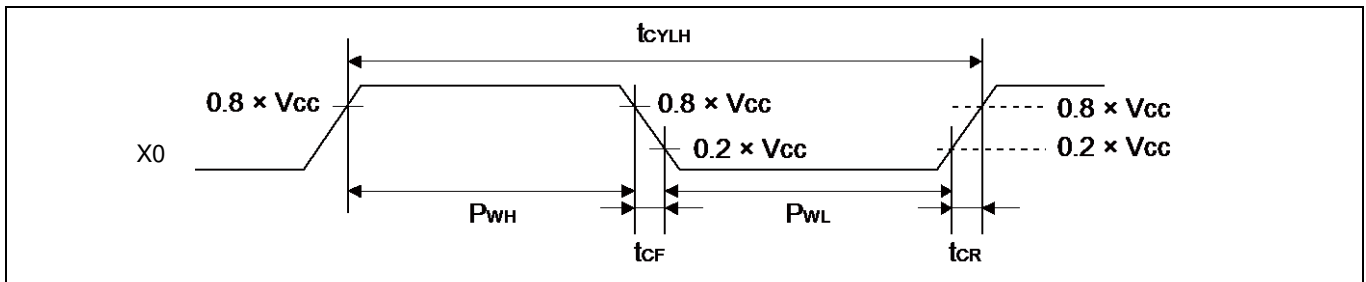 tCYLH
0.8 × Vcc
0.8 × Vcc
0.8 × Vcc
X0
0.2 × Vcc
0.2 × Vcc
PWH
PWL
tCF
tCR